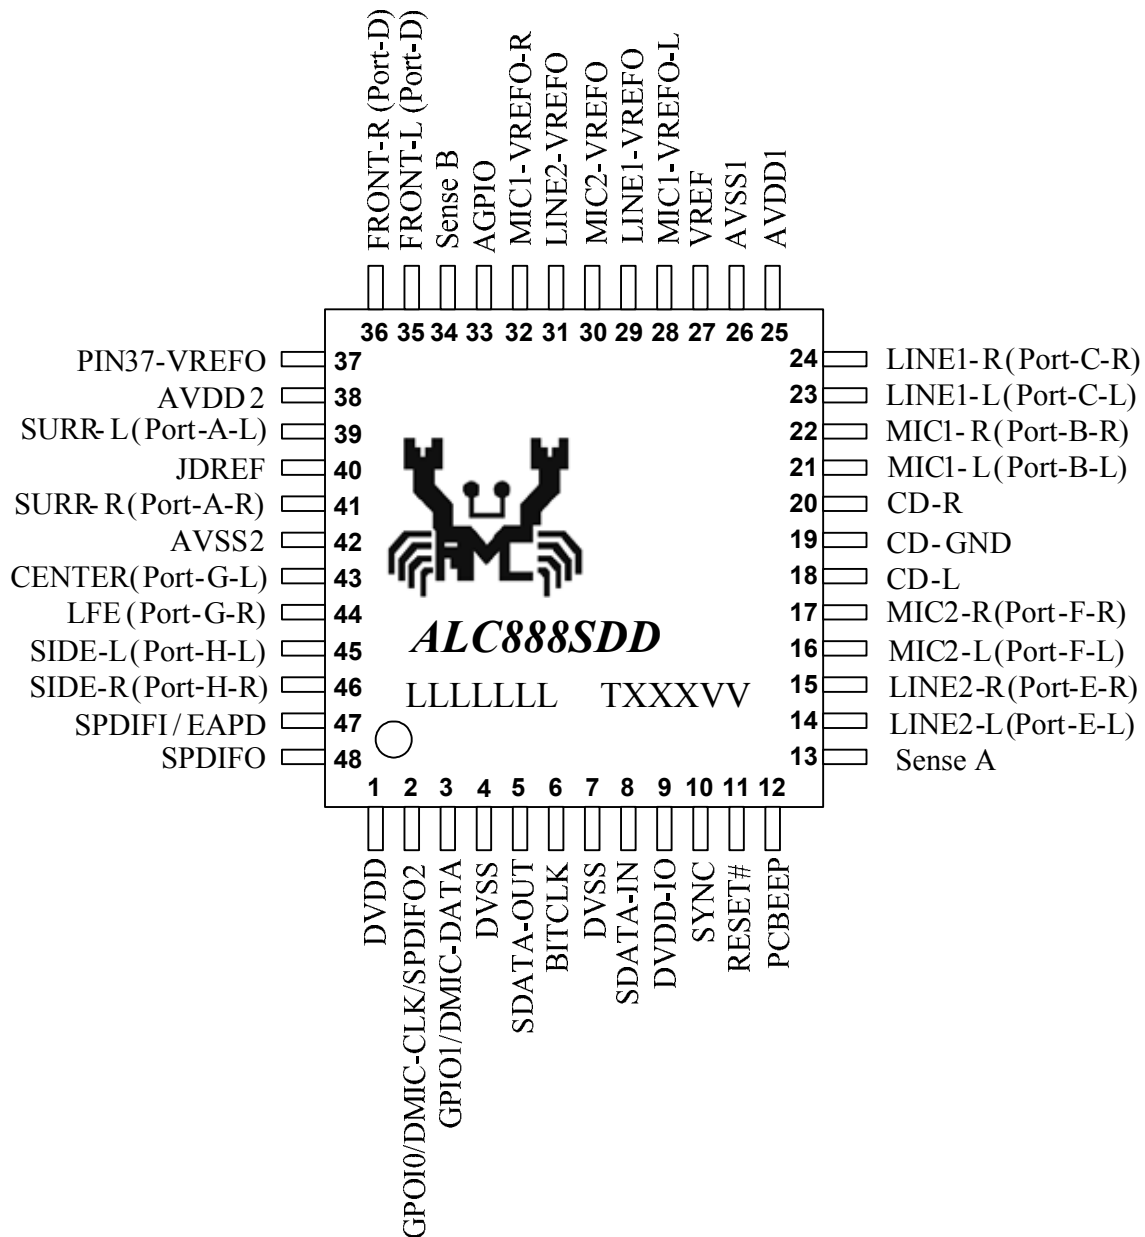 FRONT-R (Port-D)
FRONT-L (Port-D)
Sense B
AGPIO
MIC1-VREFO-R
LINE2-VREFO
MIC2-VREFO
LINE1-VREFO
MIC1-VREFO-L
VREF
AVSS1
AVDD1
36 35 34 33 32 31 30 29 28 27 26 25
PIN37-VREFO 37
AVDD2 38
SURR-L(Port-A-L) 39
JDREF 40
SURR-R(Port-A-R) 41
AVSS2 42
CENTER(Port-G-L) 43
LFE(Port-G-R) 44
SIDE-L(Port-H-L) 45
SIDE-R(Port-H-R) 46
SPDIFI/EAPD 47
SPDIFO 48
AMC
ALC888SDD
LLLLLLL TXXXVV
24 LINE1-R(Port-C-R)
23 LINE1-L(Port-C-L)
22 MIC1-R(Port-B-R)
21 MIC1-L(Port-B-L)
20 CD-R
19 CD-GND
18 CD-L
17 MIC2-R(Port-F-R)
16 MIC2-L(Port-F-L)
15 LINE2-R(Port-E-R)
14 LINE2-L(Port-E-L)
13 Sense A
1 2 3 4 5 6 7 8 9 10 11 12
DVDD
GPOI0/DMIC-CLK/SPDIFO2
GPIO1/DMIC-DATA
DVSS
SDATA-OUT
BITCLK
DVSS
SDATA-IN
DVDD-IO
SYNC
RESET#
PCBEEP